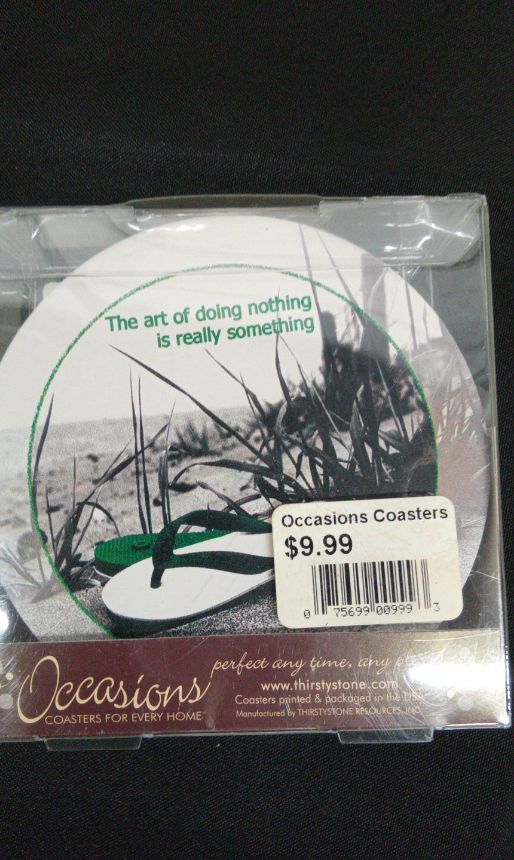 The art of doing nothing
is really something
Occasions Coasters
$9.99
0 75699 00999 3
Occasions
COASTERS FOR EVERY HOME™
perfect any time, any
www.thirstystone.com
Coasters printed & packaged in the USA
Manufactured by THIRSTYSTONE RESOURCES, INC.